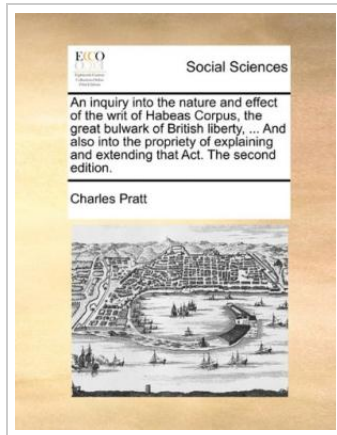 ECCO
Social Sciences
An inquiry into the nature and effect
of the writ of Habeas Corpus, the
great bulwark of British liberty, ... And
also into the propriety of explaining
and extending that Act. The second
edition.
Charles Pratt